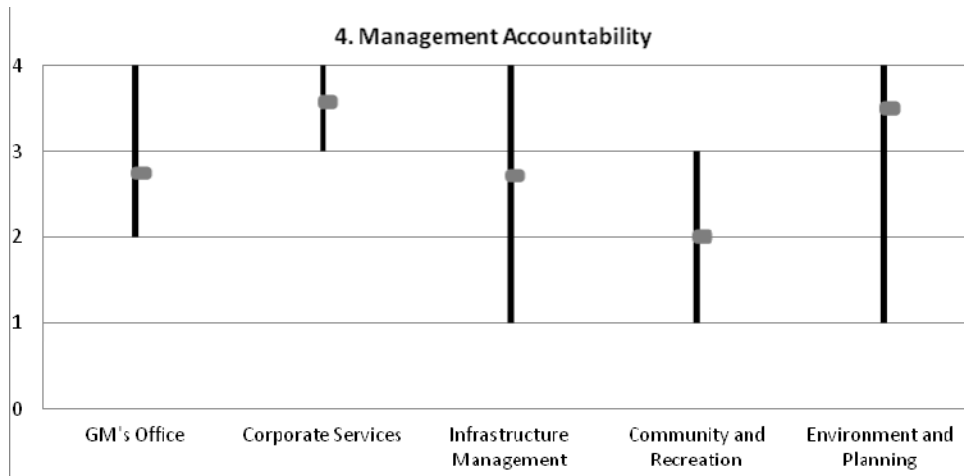 4. Management Accountability
4
3
2
1
0
GM's Office
Corporate Services
Infrastructure
Management
Community and
Recreation
Environment and
Planning